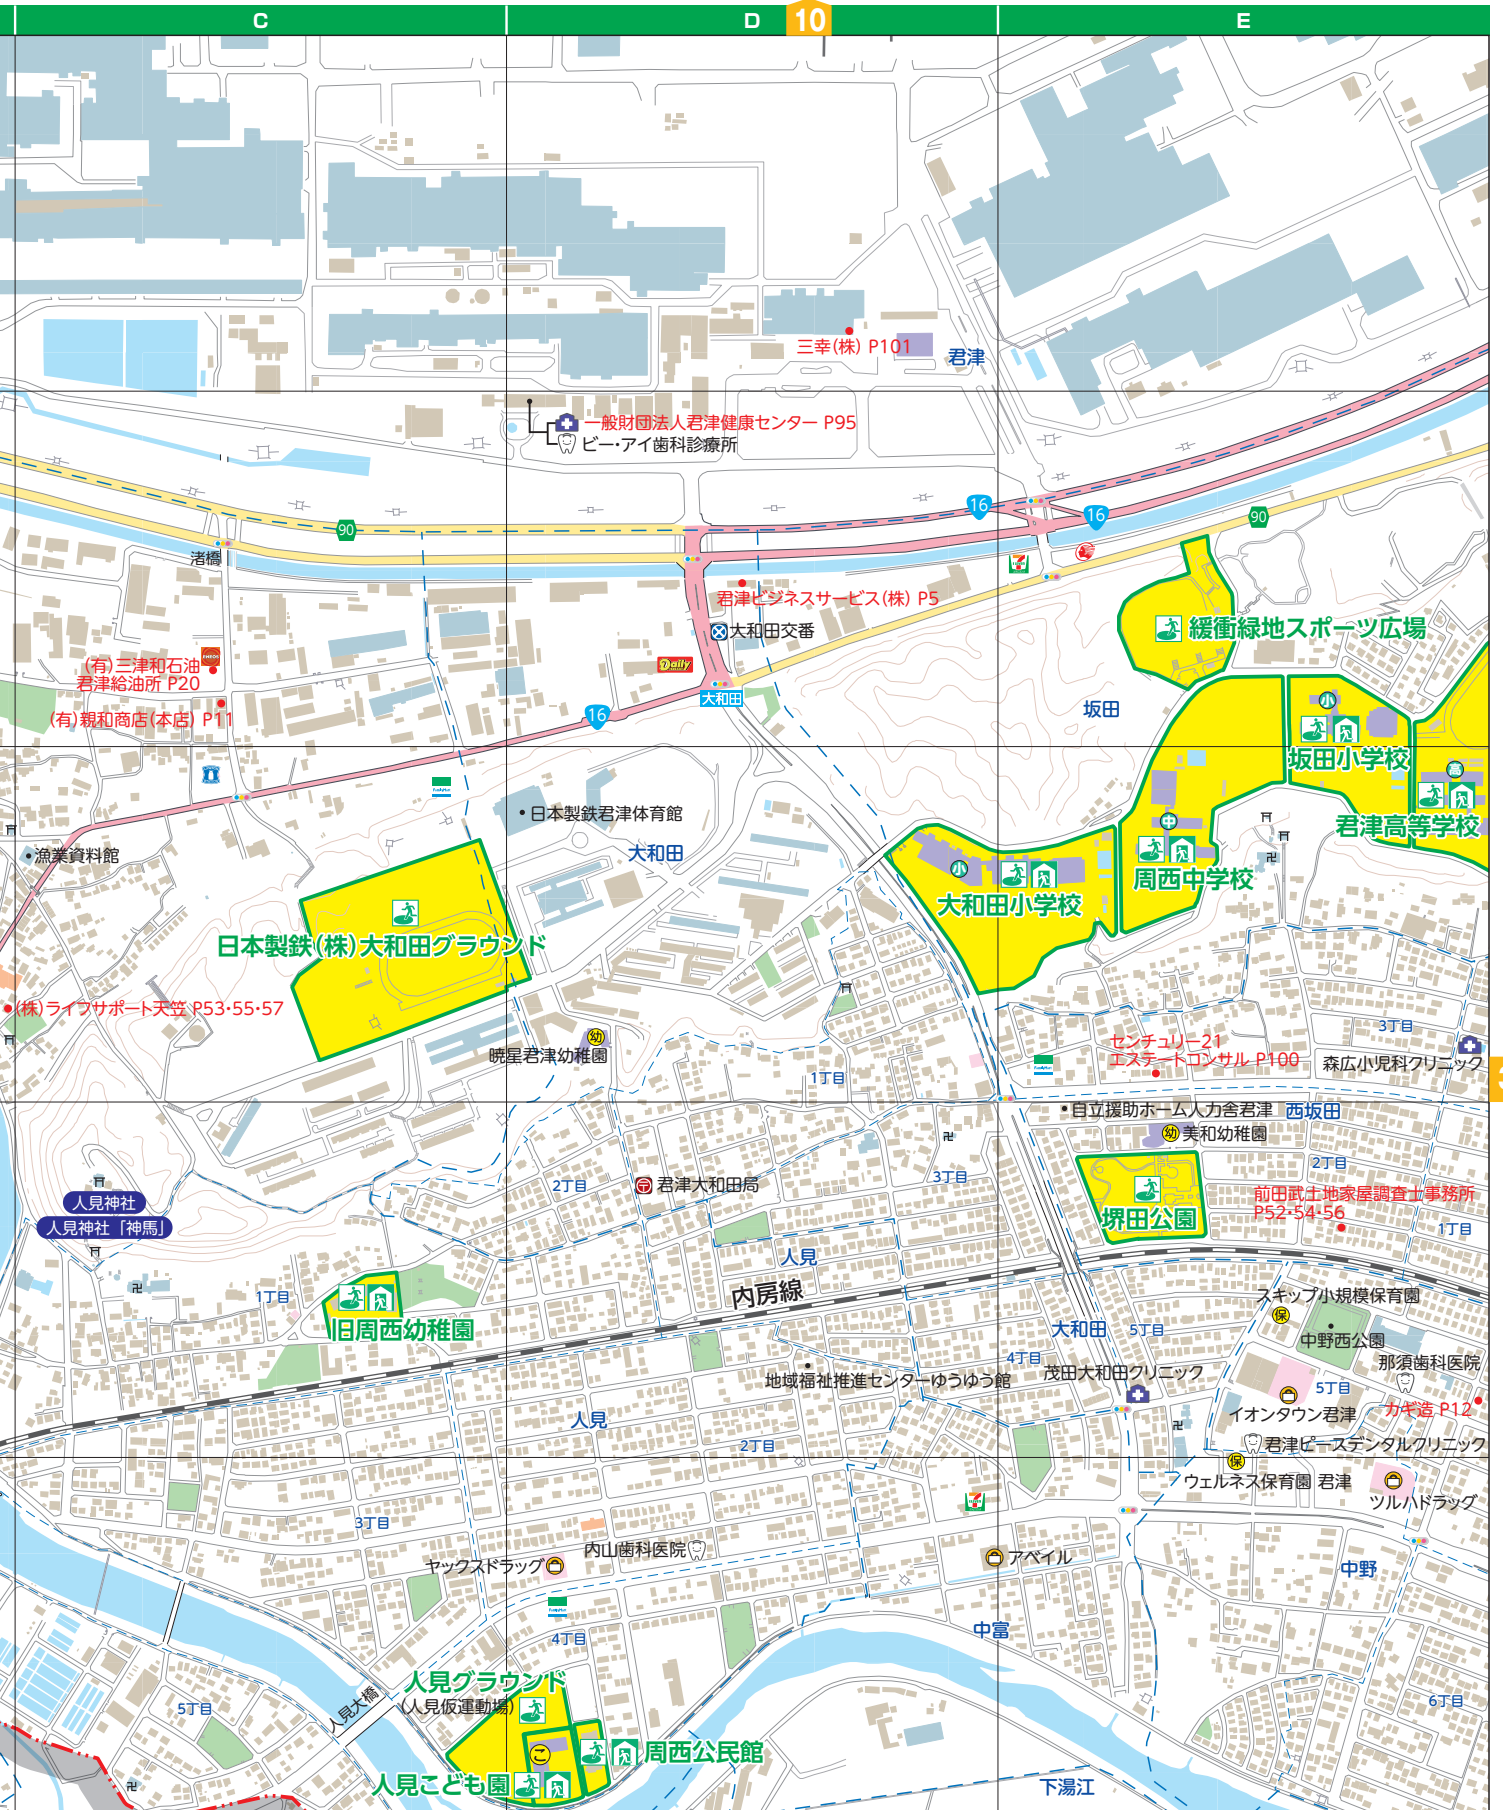 C
D
10
E
三幸(株) P101
君津
一般財団法人君津健康センター P95
ビー・アイ歯科診療所
16
16
90
90
渚橋
君津ビジネスサービス(株) P5
大和田交番
緩衝緑地スポーツ広場
ENEOS
(有)三津和石油
君津給油所 P20
Daily
大和田
(有)親和商店(本店) P11
16
坂田
小
坂田小学校
高
君津高等学校
FamilyMart
・日本製鉄君津体育館
大和田
漁業資料館
中
周西中学校
小
大和田小学校
日本製鉄(株)大和田グラウンド
(株)ライフサポート天笠 P53・55・57
幼
暁星君津幼稚園
1丁目
センチュリー21
エステートコンサル P100
3丁目
森広小児科クリニック
自立援助ホーム人力舎君津
西坂田
幼
美和幼稚園
2丁目
3丁目
2丁目
君津大和田局
人見神社
人見神社「神馬」
堺田公園
前田武土地家屋調査士事務所
P52・54・56
1丁目
人見
内房線
1丁目
旧周西幼稚園
スキップ小規模保育園
保
中野西公園
大和田
5丁目
4丁目
那須歯科医院
茂田大和田クリニック
地域福祉推進センターゆうゆう館
5丁目
イオンタウン君津
カギ造 P12
人見
2丁目
君津ピースデンタルクリニック
保
ウェルネス保育園 君津
ツルハドラッグ
3丁目
内山歯科医院
ヤックスドラッグ
アベイル
中野
FamilyMart
4丁目
中富
人見グラウンド
(人見仮運動場)
人見大橋
5丁目
6丁目
こ
周西公民館
人見こども園
下湯江